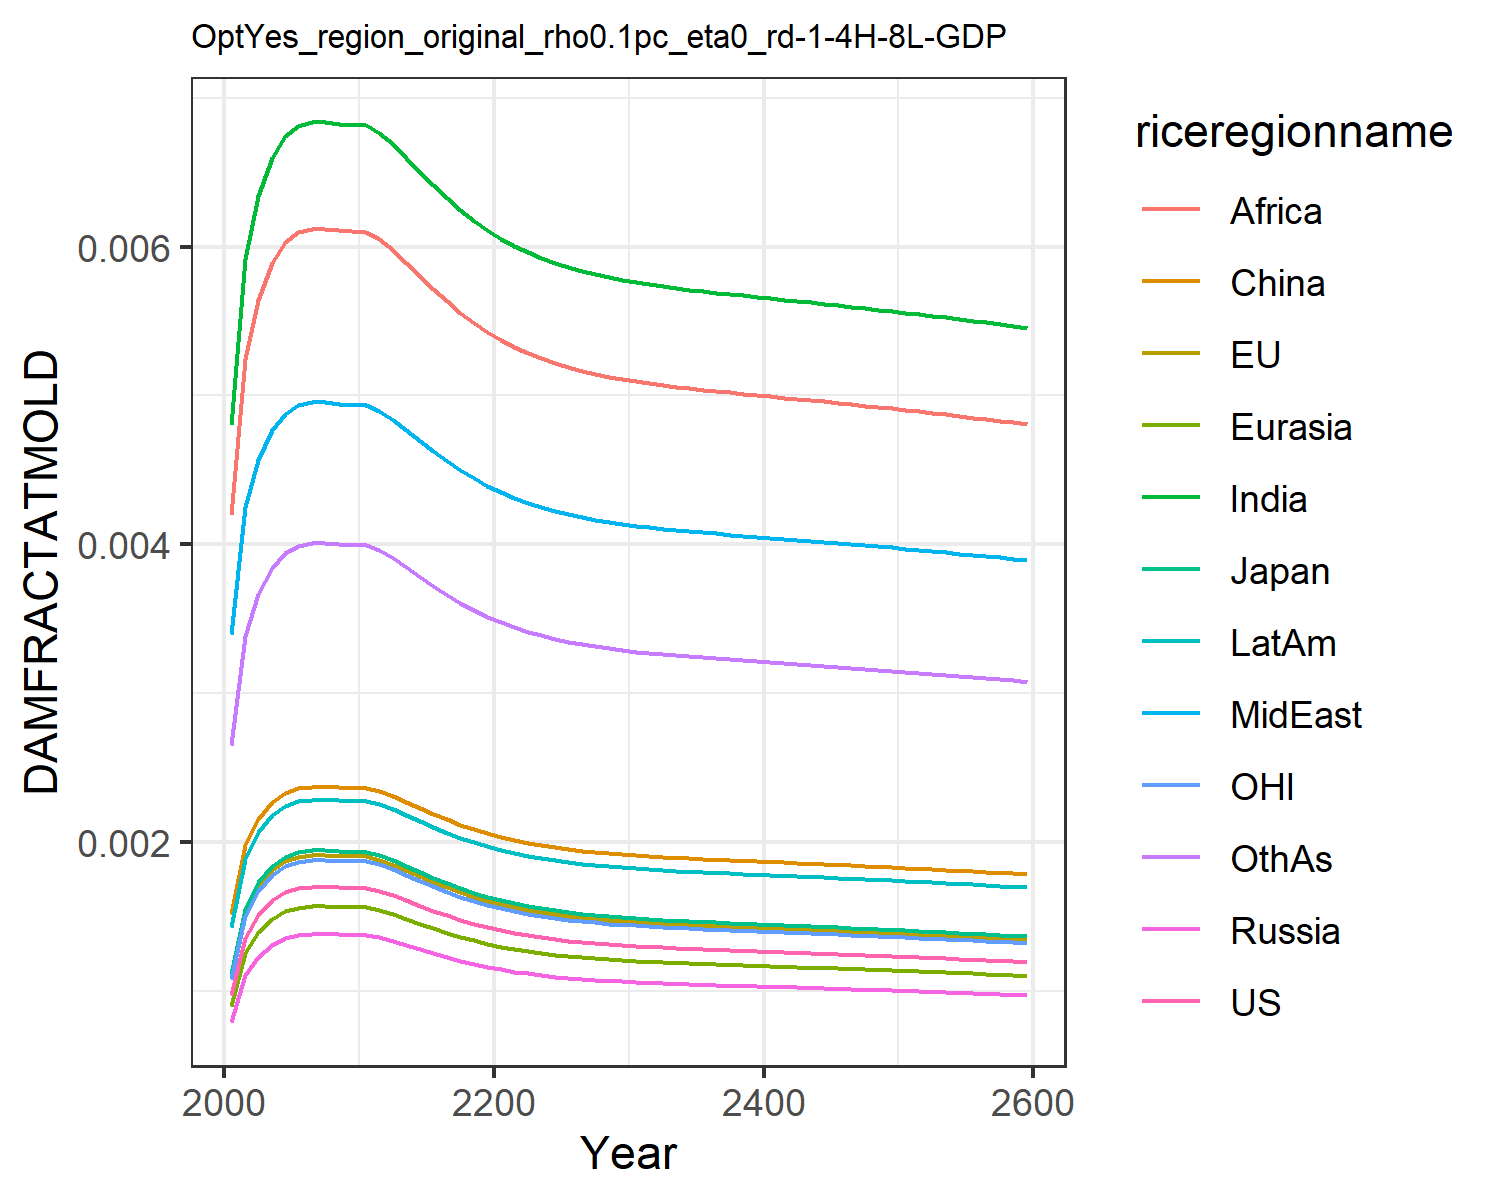 OptYes_region_original_rho0.1pc_eta0_rd-1-4H-8L-GDP
riceregionname
Africa
China
EU
Eurasia
India
Japan
LatAm
MidEast
OHI
OthAs
Russia
US
DAMFRACTATMOLD
0.006
0.004
0.002
2000 2200 2400 2600
Year